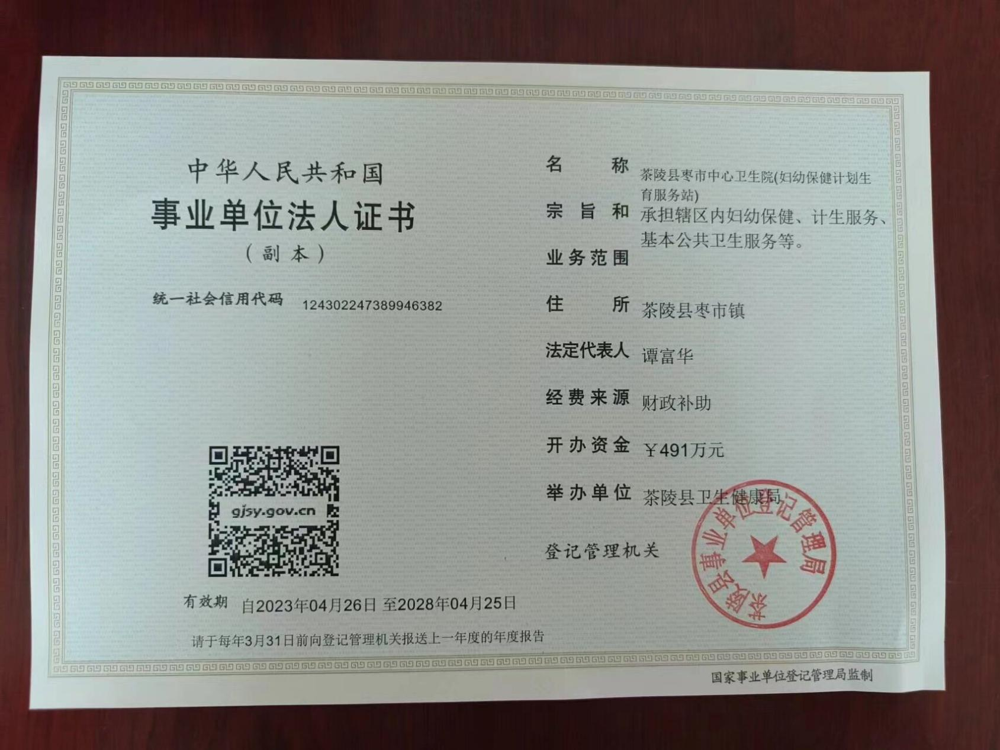 中华人民共和国
事业单位法人证书
（副本）
统一社会信用代码 124302247389946382
gjsy.gov.cn
有效期 自2023年04月26日 至2028年04月25日
请于每年3月31日前向登记管理机关报送上一年度的年度报告
名称 茶陵县枣市中心卫生院(妇幼保健计划生
育服务站)
宗旨和 承担辖区内妇幼保健、计生服务、
基本公共卫生服务等。
业务范围
住所 茶陵县枣市镇
法定代表人 谭富华
经费来源 财政补助
开办资金 ￥491万元
举办单位 茶陵县卫生健康局
登记管理机关
茶陵县事业单位登记管理局
国家事业单位登记管理局监制